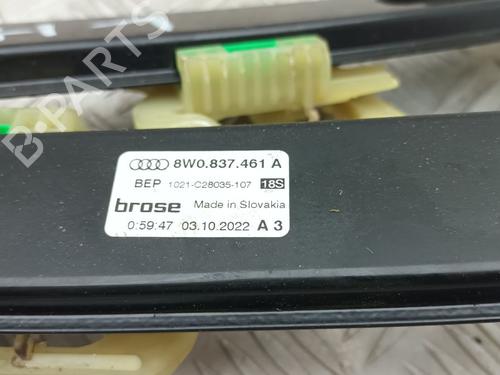 B-PARTS
8W0.837.461 A
BEP 1021-C28035-107 18S
brose Made in Slovakia
0:59:47 03.10.2022 A 3